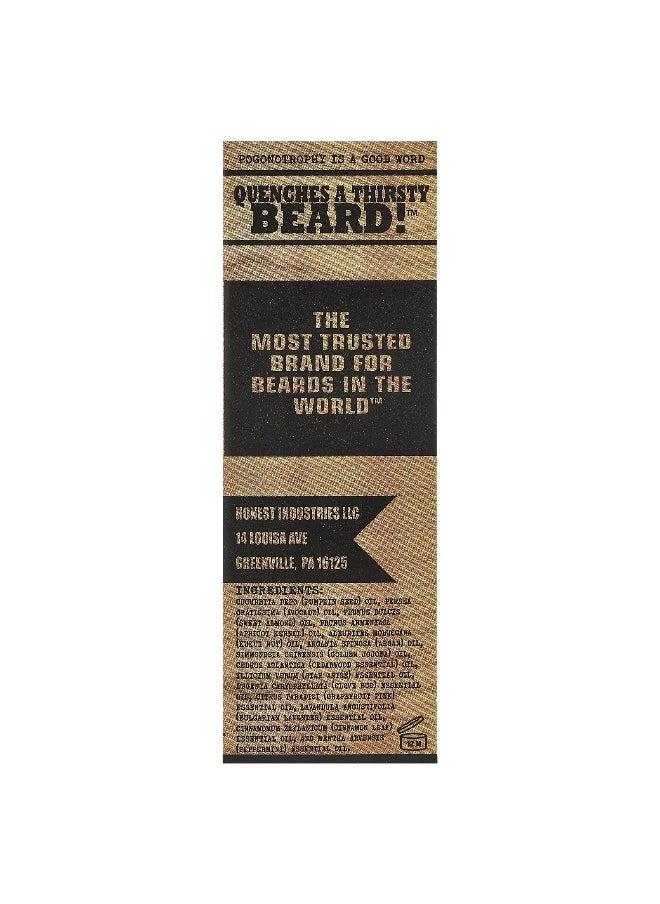 POGONOTROPHY IS A GOOD WORD
QUENCHES A THIRSTY
BEARD!™
THE
MOST TRUSTED
BRAND FOR
BEARDS IN THE
WORLD™
HONEST INDUSTRIES LLC
14 LOUISA AVE
GREENVILLE, PA 16125
INGREDIENTS:
CUCURBITA PEPO (PUMPKIN SEED) OIL, PERSEA
GRATISSIMA (AVOCADO) OIL, PRUNUS DULCIS
(SWEET ALMOND) OIL, PRUNUS ARMENIACA
(APRICOT KERNEL) OIL, ALEURITES MOLUCCANA
(KUKUI NUT) OIL, ARGANIA SPINOSA (ARGAN) OIL,
SIMMONDSIA CHINENSIS (GOLDEN JOJOBA) OIL,
CEDRUS ATLANTICA (CEDARWOOD ESSENTIAL) OIL,
ILLICIUM VERUM (STAR ANISE) ESSENTIAL OIL,
EUGENIA CARYOPHYLLATA (CLOVE BUD) ESSENTIAL
OIL, CITRUS PARADISI (GRAPEFRUIT PINK)
ESSENTIAL OIL, LAVANDULA ANGUSTIFOLIA
(BULGARIAN LAVENDER) ESSENTIAL OIL,
CINNAMOMUM ZEYLANICUM (CINNAMON LEAF)
ESSENTIAL OIL, AND MENTHA ARVENSIS
(PEPPERMINT) ESSENTIAL OIL.
12 M